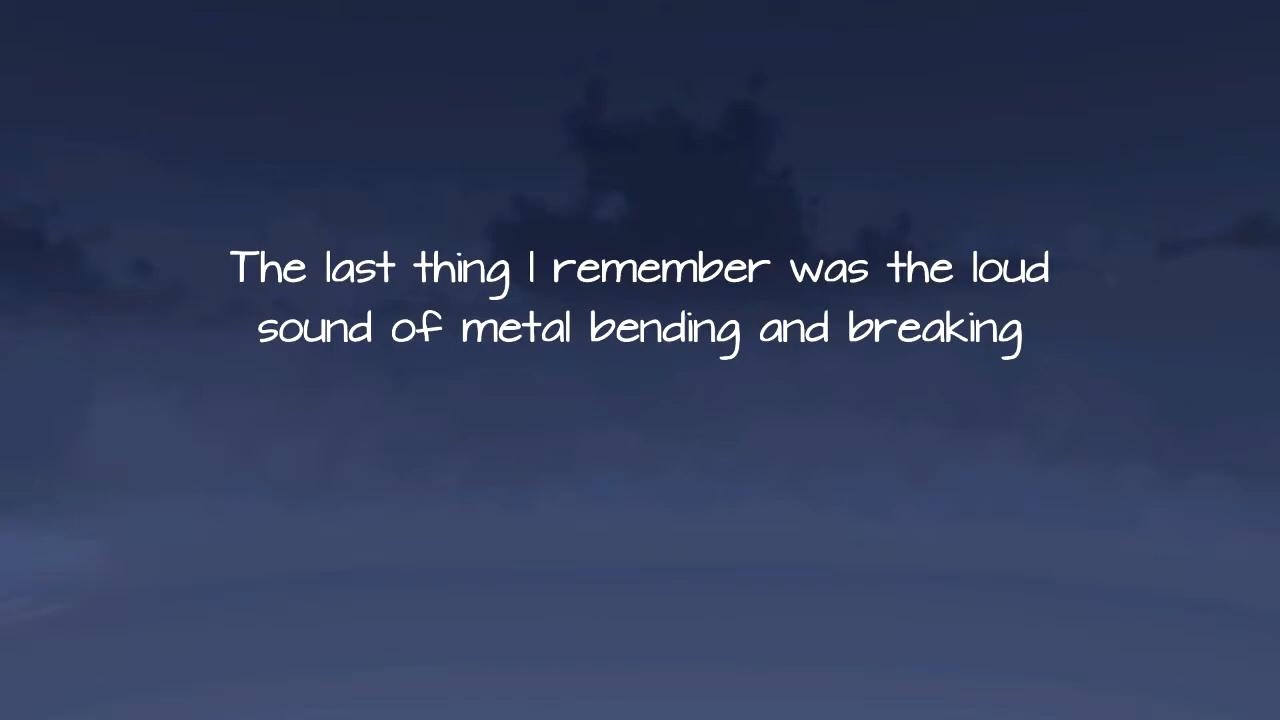 The last thing I remember was the loud
sound of metal bending and breaking